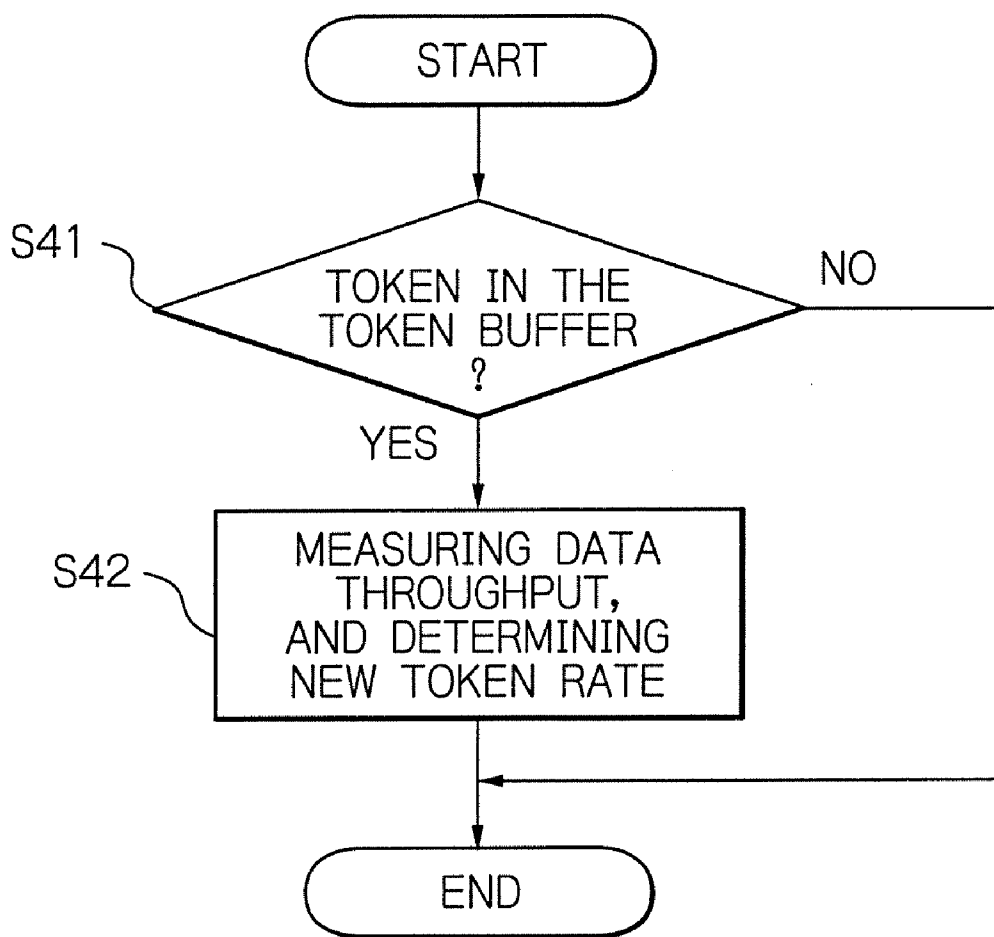 START
S41
TOKEN IN THE
TOKEN BUFFER
?
NO
YES
S42
MEASURING DATA
THROUGHPUT,
AND DETERMINING
NEW TOKEN RATE
END